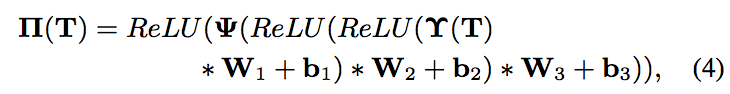 𝚷(𝐓) = ReLU(𝚿(ReLU(ReLU(𝚼(𝐓)
∗ 𝐖₁ + 𝐛₁) ∗ 𝐖₂ + 𝐛₂) ∗ 𝐖₃ + 𝐛₃)), (4)